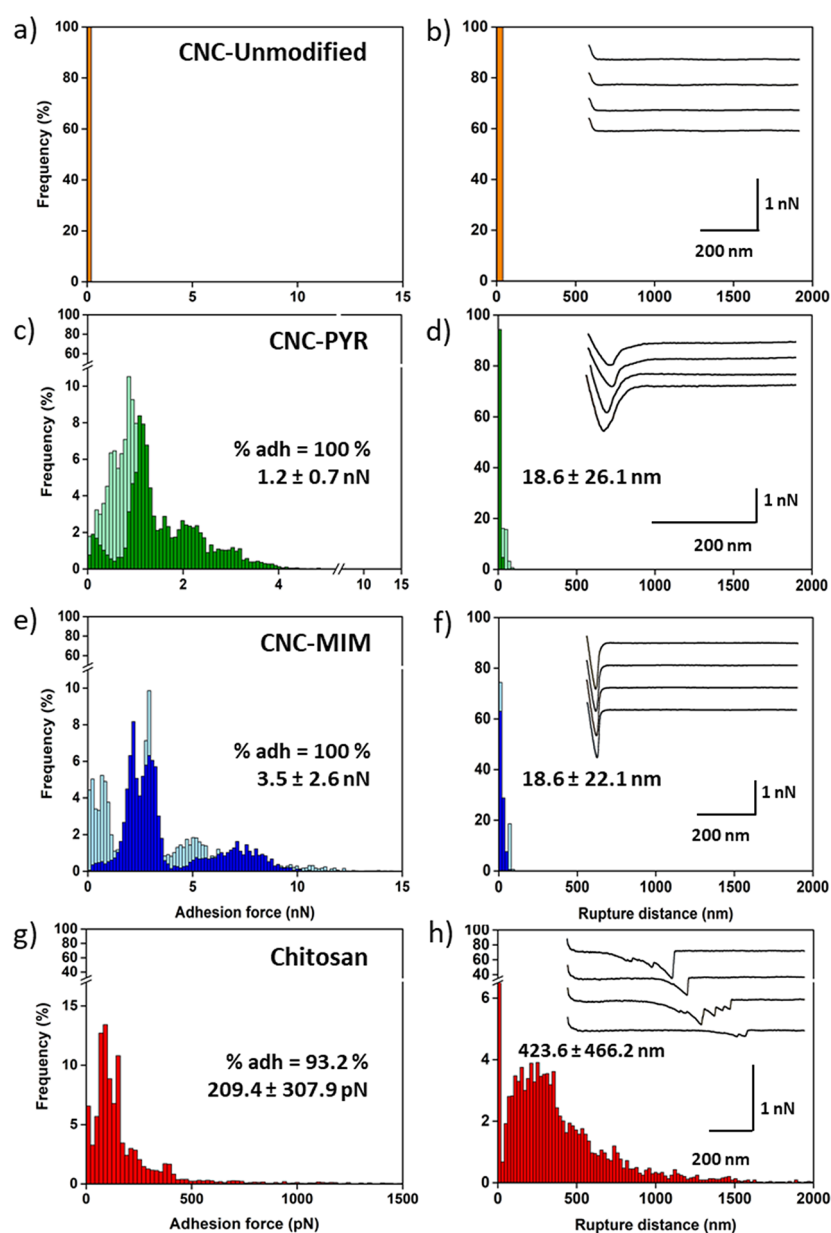 a)
CNC-Unmodified
Frequency (%)
100
80
60
40
20
0
0
5
10
15
b)
100
80
60
40
20
0
1 nN
200 nm
0
500
1000
1500
2000
c)
CNC-PYR
Frequency (%)
100
80
60
40
10
8
6
4
2
0
% adh = 100 %
1.2 ± 0.7 nN
0
2
4
10
15
d)
100
80
60
40
20
0
18.6 ± 26.1 nm
1 nN
200 nm
0
500
1000
1500
2000
e)
CNC-MIM
Frequency (%)
100
80
60
40
10
8
6
4
2
0
% adh = 100 %
3.5 ± 2.6 nN
0
5
10
15
Adhesion force (nN)
f)
100
80
60
40
20
0
18.6 ± 22.1 nm
1 nN
200 nm
0
500
1000
1500
2000
Rupture distance (nm)
g)
Chitosan
Frequency (%)
100
80
60
40
15
10
5
0
% adh = 93.2 %
209.4 ± 307.9 pN
0
500
1000
1500
Adhesion force (pN)
h)
100
80
60
40
6
4
2
0
423.6 ± 466.2 nm
1 nN
200 nm
0
500
1000
1500
2000
Rupture distance (nm)